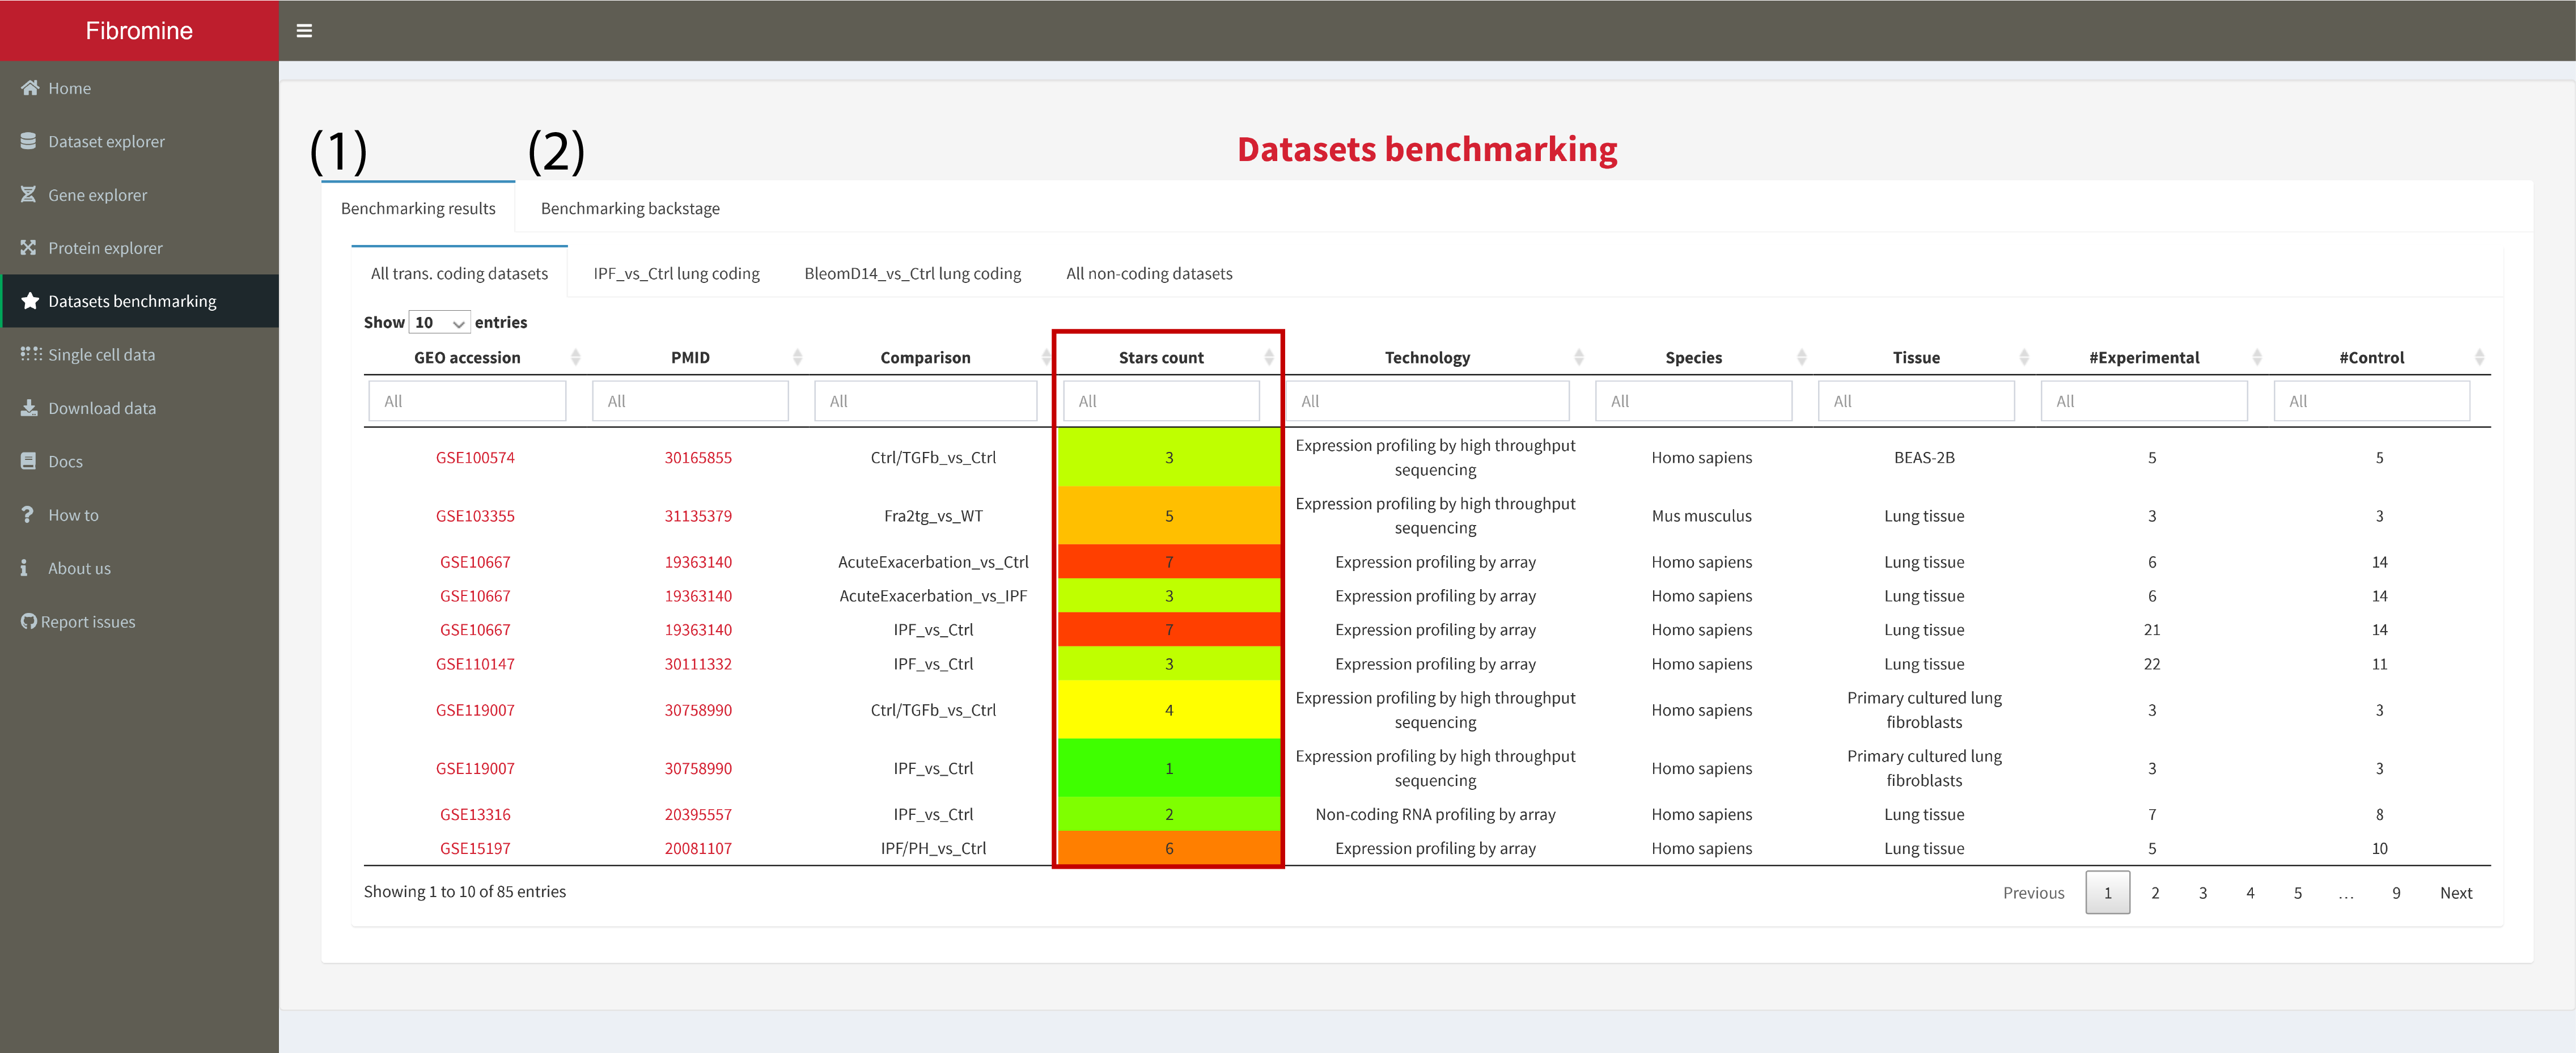 Fibromine
Home
Dataset explorer
Gene explorer
Protein explorer
Datasets benchmarking
Single cell data
Download data
Docs
How to
About us
Report issues
(1) (2)
Datasets benchmarking
Benchmarking results Benchmarking backstage
All trans. coding datasets IPF_vs_Ctrl lung coding BleomD14_vs_Ctrl lung coding All non-coding datasets
Show 10 entries
GEO accession PMID Comparison Stars count Technology Species Tissue #Experimental #Control
All All All All All All All All All
GSE100574 30165855 Ctrl/TGFb_vs_Ctrl 3 Expression profiling by high throughput sequencing Homo sapiens BEAS-2B 5 5
GSE103355 31135379 Fra2tg_vs_WT 5 Expression profiling by high throughput sequencing Mus musculus Lung tissue 3 3
GSE10667 19363140 AcuteExacerbation_vs_Ctrl 7 Expression profiling by array Homo sapiens Lung tissue 6 14
GSE10667 19363140 AcuteExacerbation_vs_IPF 3 Expression profiling by array Homo sapiens Lung tissue 6 14
GSE10667 19363140 IPF_vs_Ctrl 7 Expression profiling by array Homo sapiens Lung tissue 21 14
GSE110147 30111332 IPF_vs_Ctrl 3 Expression profiling by array Homo sapiens Lung tissue 22 11
GSE119007 30758990 Ctrl/TGFb_vs_Ctrl 4 Expression profiling by high throughput sequencing Homo sapiens Primary cultured lung fibroblasts 3 3
GSE119007 30758990 IPF_vs_Ctrl 1 Expression profiling by high throughput sequencing Homo sapiens Primary cultured lung fibroblasts 3 3
GSE13316 20395557 IPF_vs_Ctrl 2 Non-coding RNA profiling by array Homo sapiens Lung tissue 7 8
GSE15197 20081107 IPF/PH_vs_Ctrl 6 Expression profiling by array Homo sapiens Lung tissue 5 10
Showing 1 to 10 of 85 entries
Previous 1 2 3 4 5 … 9 Next